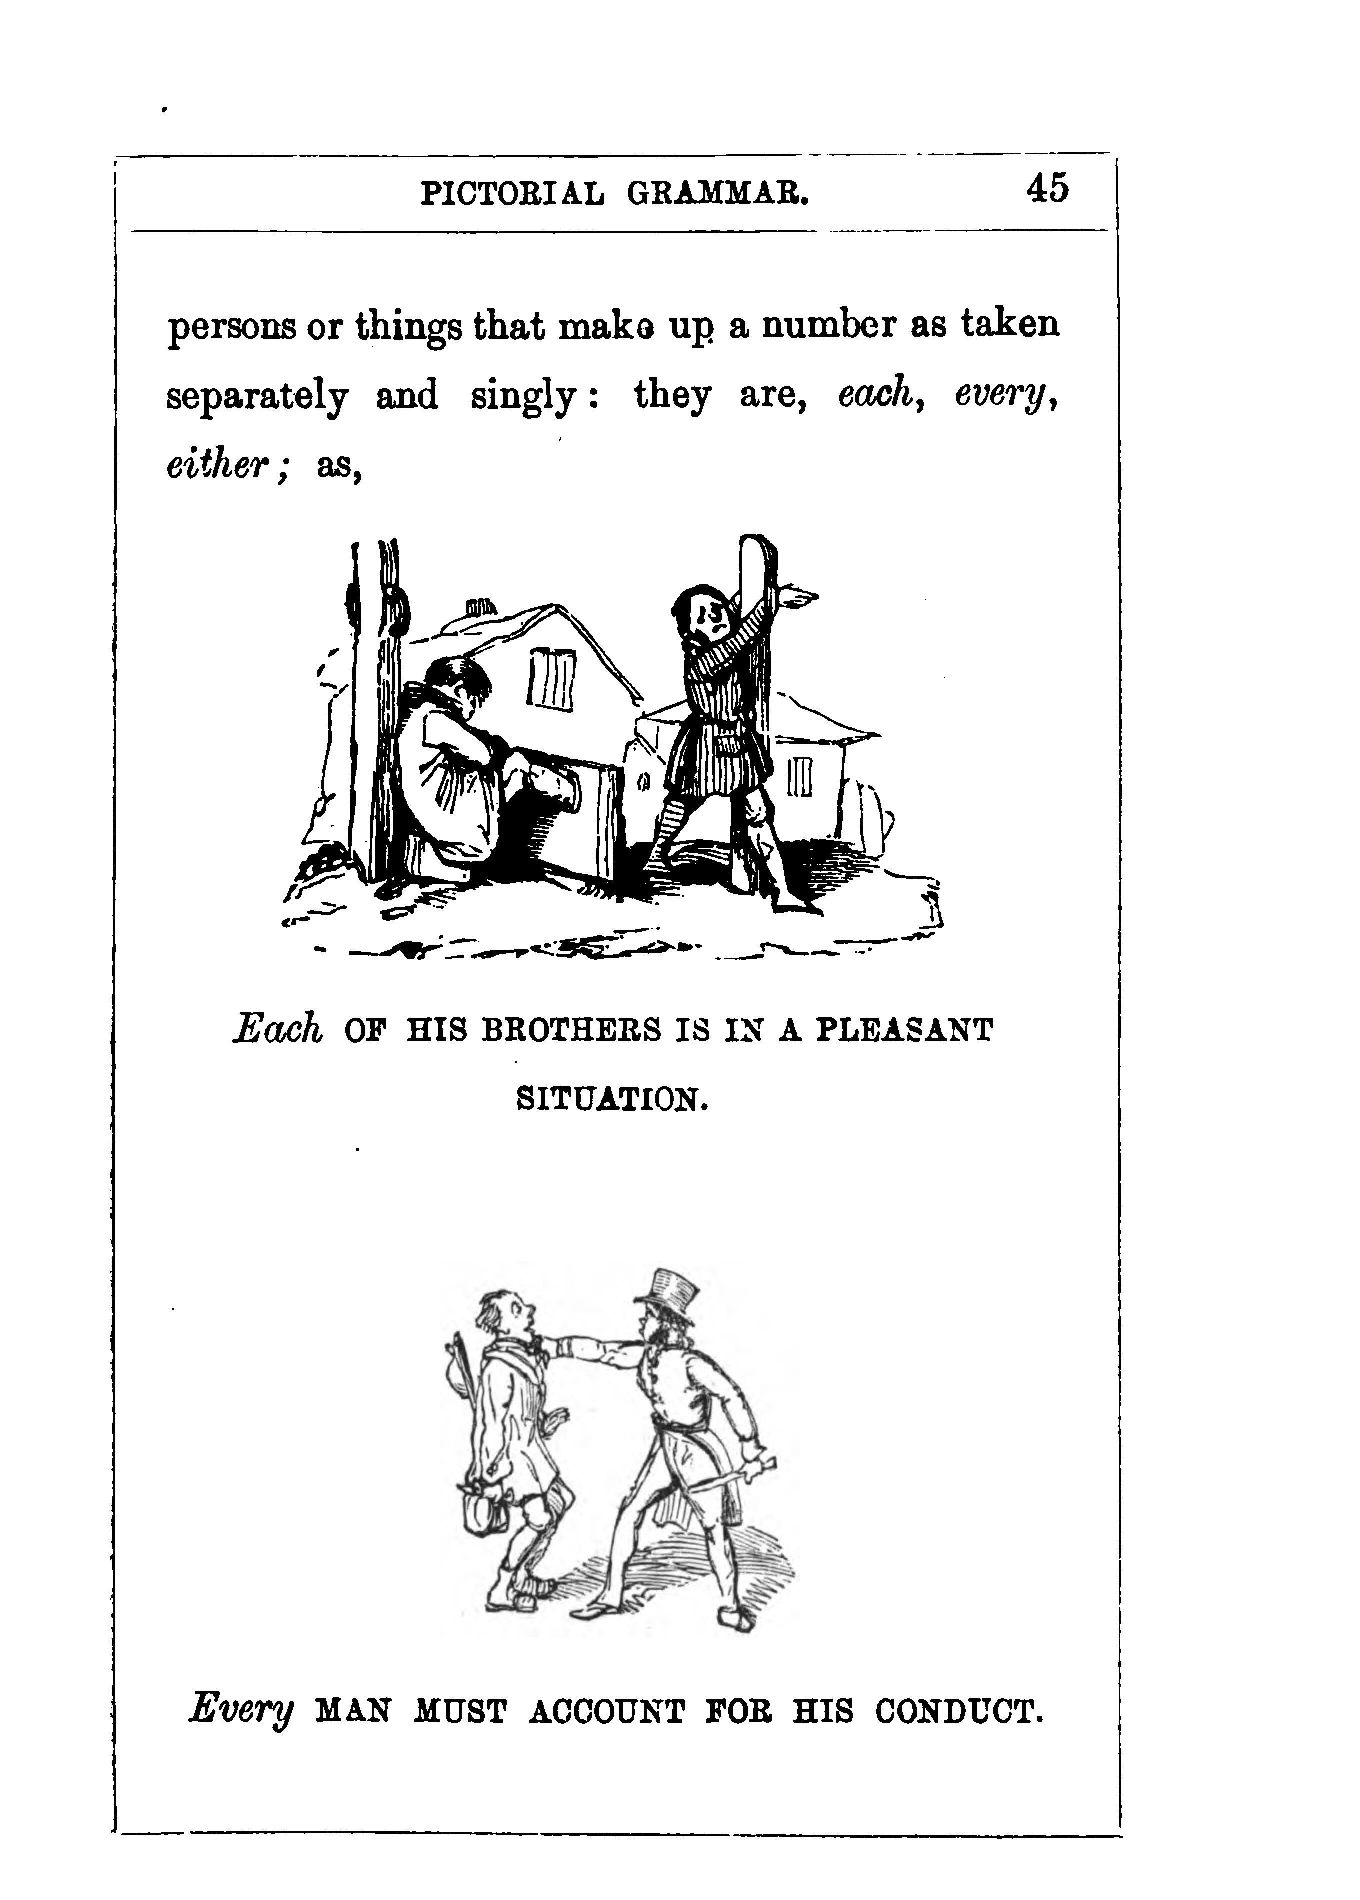 PICTORIAL GRAMMAR. 45
persons or things that make up a number as taken
separately and singly : they are, each, every,
either ; as,
Each OF HIS BROTHERS IS IN A PLEASANT
SITUATION.
Every MAN MUST ACCOUNT FOR HIS CONDUCT.